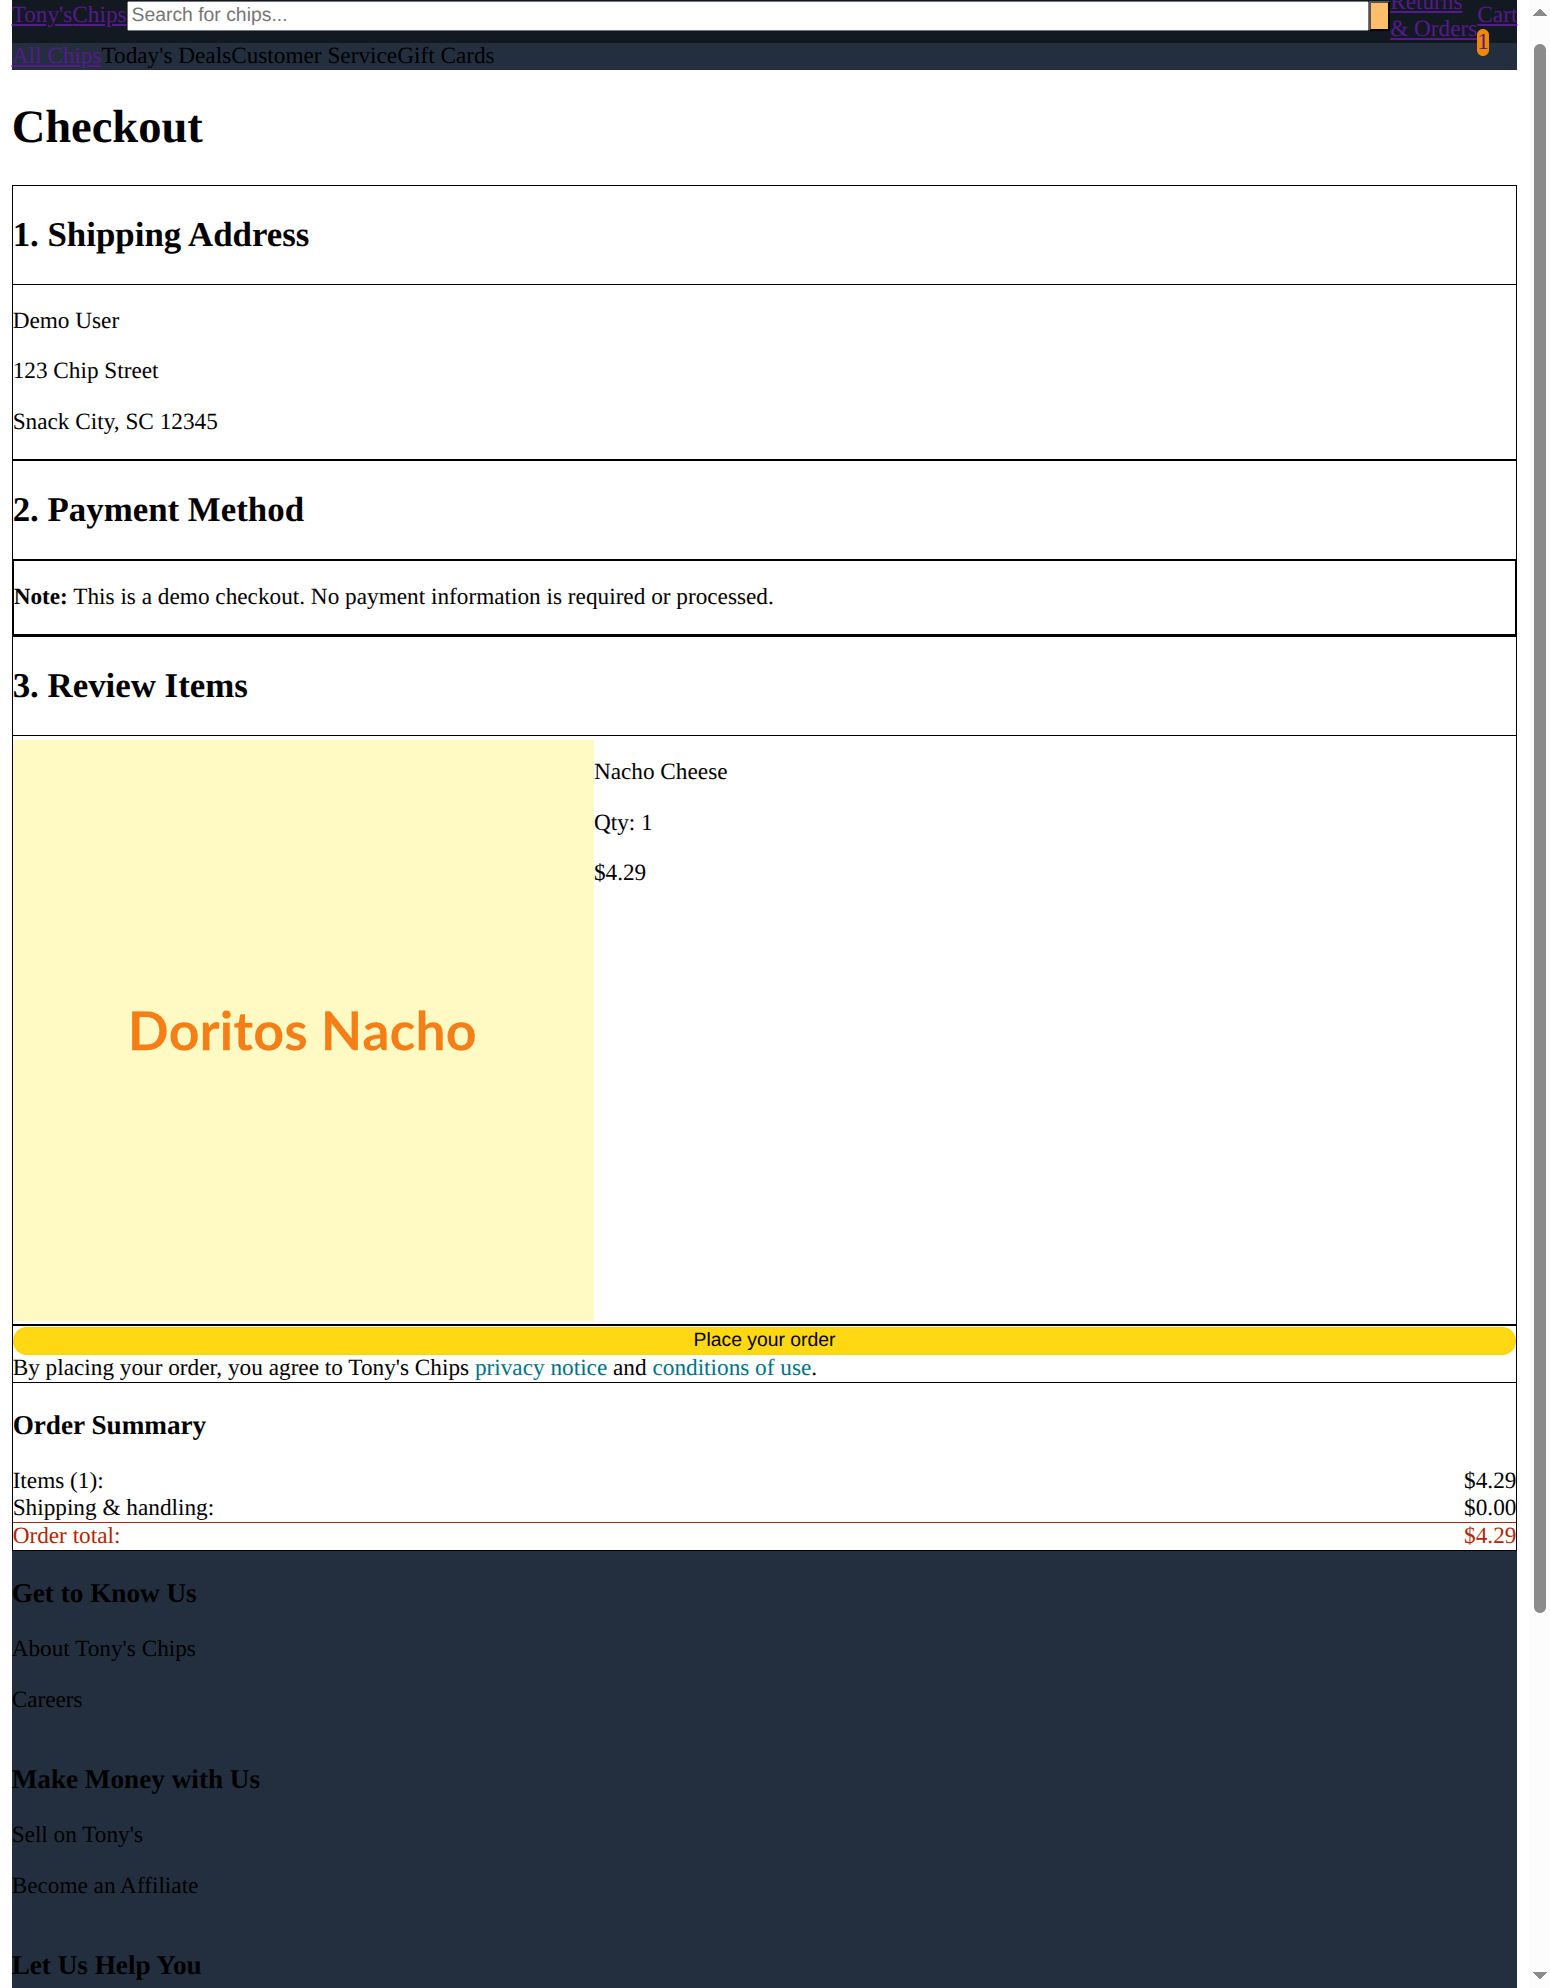 Tony'sChips Search for chips... Returns & Orders Cart 1
All Chips Today's Deals Customer Service Gift Cards
Checkout
1. Shipping Address
Demo User
123 Chip Street
Snack City, SC 12345
2. Payment Method
Note: This is a demo checkout. No payment information is required or processed.
3. Review Items
Doritos Nacho
Nacho Cheese
Qty: 1
$4.29
Place your order
By placing your order, you agree to Tony's Chips privacy notice and conditions of use.
Order Summary
Items (1): $4.29
Shipping & handling: $0.00
Order total: $4.29
Get to Know Us
About Tony's Chips
Careers
Make Money with Us
Sell on Tony's
Become an Affiliate
Let Us Help You